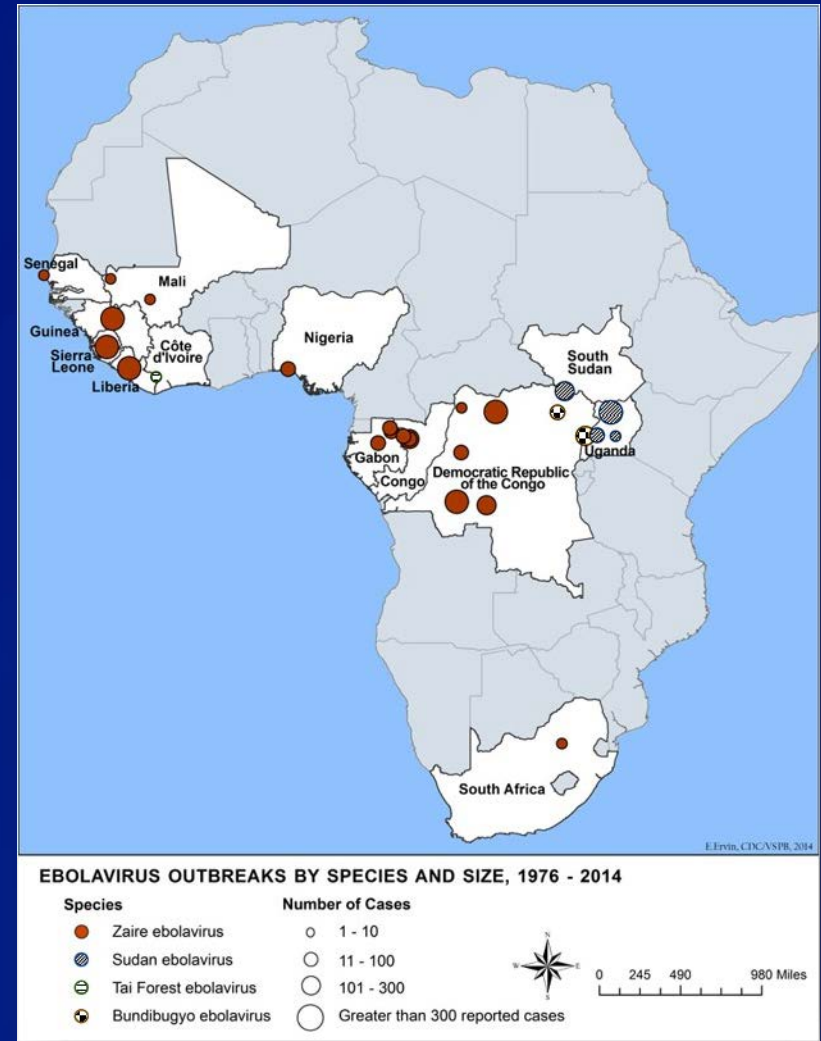 Senegal
Mali
Guinea
Sierra
Leone
Côte
d'Ivoire
Liberia
Nigeria
South
Sudan
Uganda
Gabon
Congo
Democratic Republic
of the Congo
South Africa
E.Ervin, CDC/VSPB, 2014
EBOLAVIRUS OUTBREAKS BY SPECIES AND SIZE, 1976 - 2014
Species
Zaire ebolavirus
Sudan ebolavirus
Tai Forest ebolavirus
Bundibugyo ebolavirus
Number of Cases
1 - 10
11 - 100
101 - 300
Greater than 300 reported cases
N
W
E
S
0 245 490 980 Miles